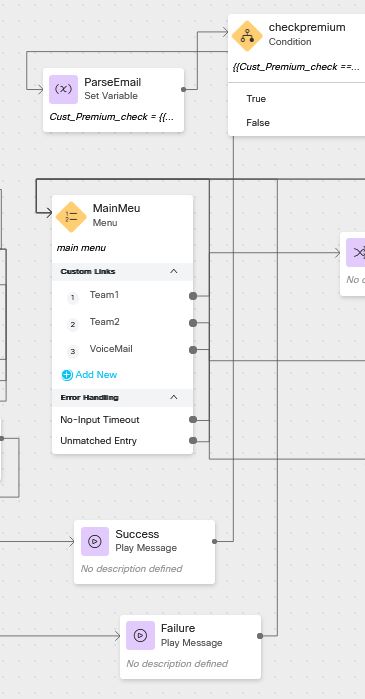 checkpremium
Condition
{{Cust_Premium_check ==...
True
False
ParseEmail
(x)
Set Variable
Cust_Premium_check = {{...
MainMeu
Menu
main menu
Custom Links
1 Team1
2 Team2
3 VoiceMail
Add New
Error Handling
No-Input Timeout
Unmatched Entry
Success
Play Message
No description defined
Failure
Play Message
No description defined